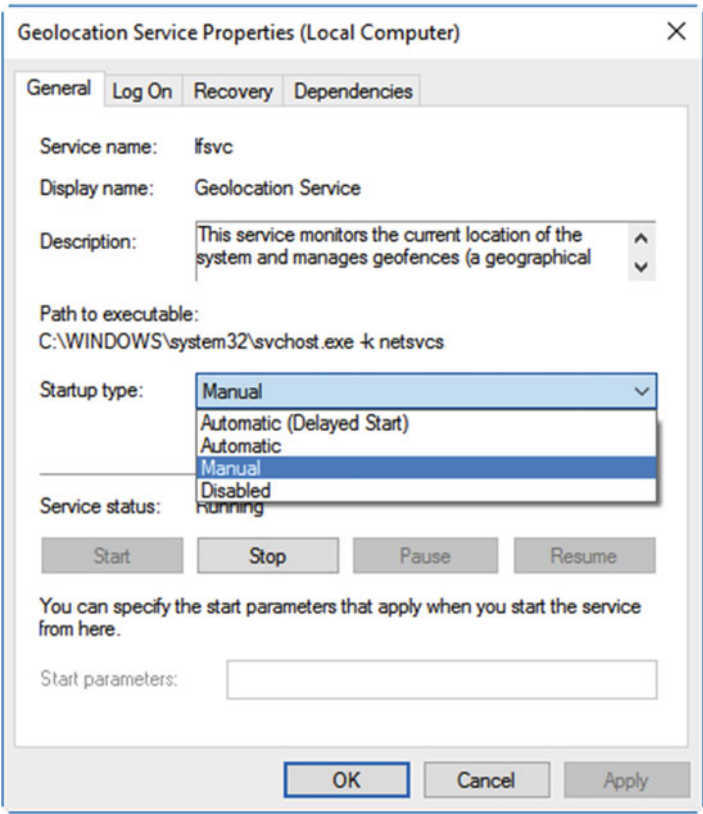 Geolocation Service Properties (Local Computer)
General Log On Recovery Dependencies
Service name: lfsvc
Display name: Geolocation Service
Description: This service monitors the current location of the
system and manages geofences (a geographical
Path to executable:
C:\WINDOWS\system32\svchost.exe -k netsvcs
Startup type: Manual
Automatic (Delayed Start)
Automatic
Manual
Disabled
Service status: Running
Start Stop Pause Resume
You can specify the start parameters that apply when you start the service
from here.
Start parameters:
OK Cancel Apply